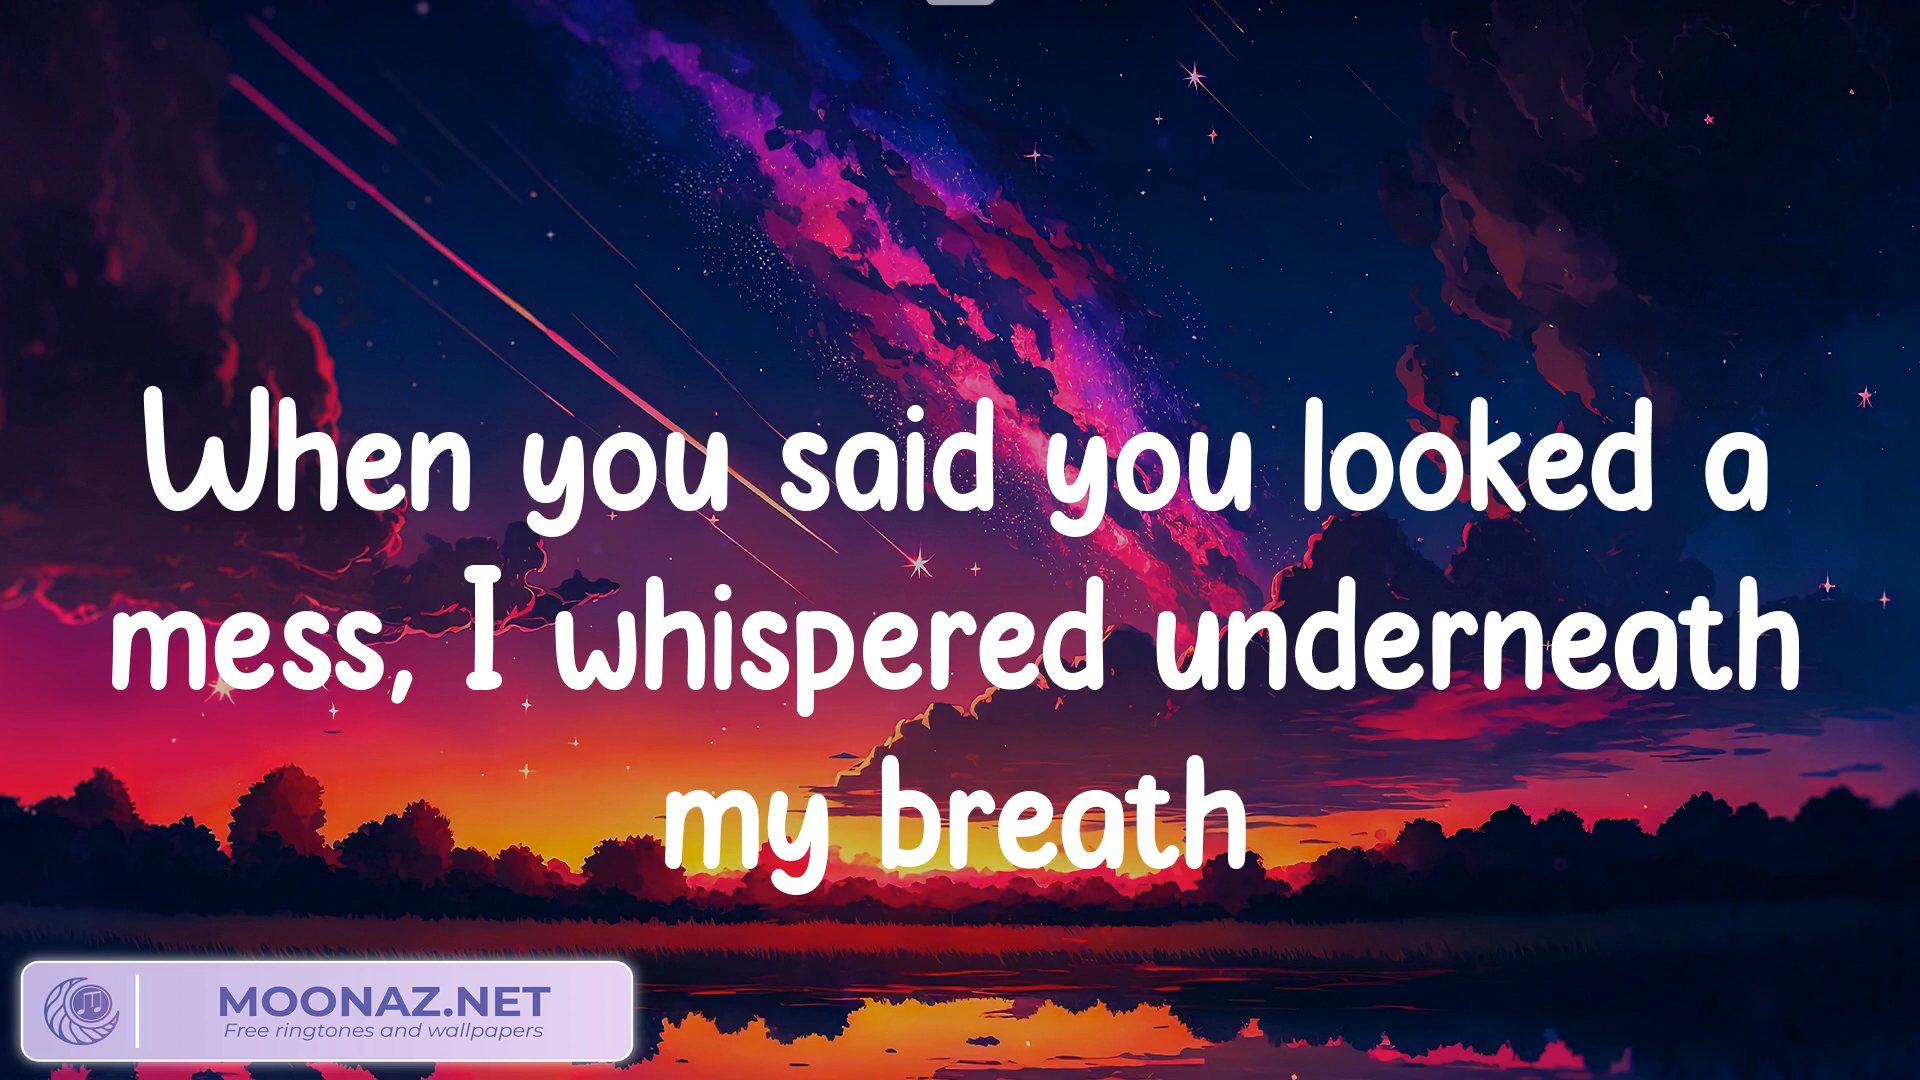 When you said you looked a
mess, I whispered underneath
my breath
MOONAZ.NET
Free ringtones and wallpapers